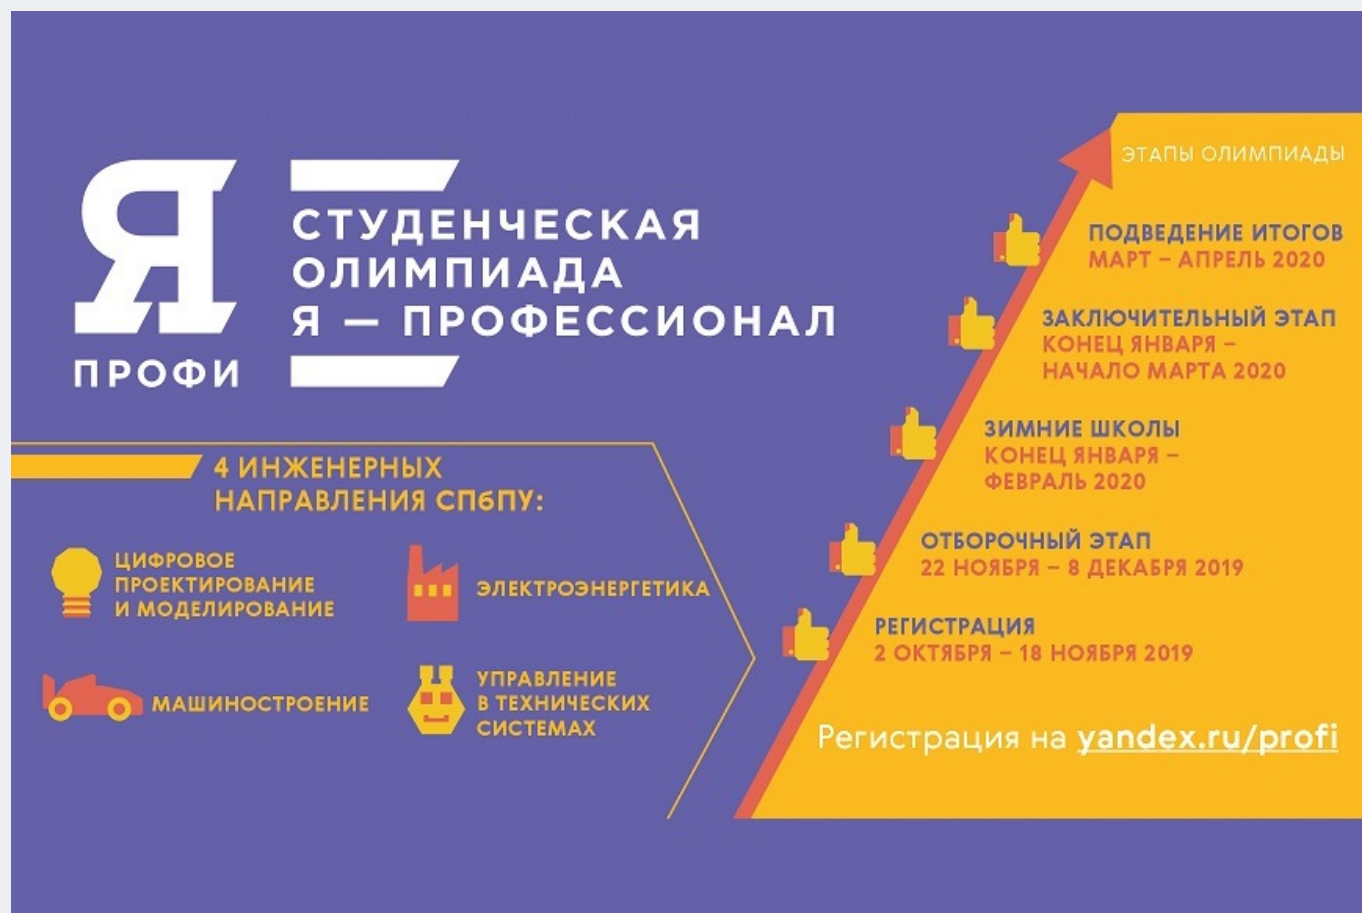 Я
ПРОФИ
СТУДЕНЧЕСКАЯ
ОЛИМПИАДА
Я — ПРОФЕССИОНАЛ
4 ИНЖЕНЕРНЫХ
НАПРАВЛЕНИЯ СПбПУ:
ЦИФРОВОЕ
ПРОЕКТИРОВАНИЕ
И МОДЕЛИРОВАНИЕ
ЭЛЕКТРОЭНЕРГЕТИКА
МАШИНОСТРОЕНИЕ
УПРАВЛЕНИЕ
В ТЕХНИЧЕСКИХ
СИСТЕМАХ
ЭТАПЫ ОЛИМПИАДЫ
ПОДВЕДЕНИЕ ИТОГОВ
МАРТ – АПРЕЛЬ 2020
ЗАКЛЮЧИТЕЛЬНЫЙ ЭТАП
КОНЕЦ ЯНВАРЯ –
НАЧАЛО МАРТА 2020
ЗИМНИЕ ШКОЛЫ
КОНЕЦ ЯНВАРЯ –
ФЕВРАЛЬ 2020
ОТБОРОЧНЫЙ ЭТАП
22 НОЯБРЯ – 8 ДЕКАБРЯ 2019
РЕГИСТРАЦИЯ
2 ОКТЯБРЯ – 18 НОЯБРЯ 2019
Регистрация на yandex.ru/profi